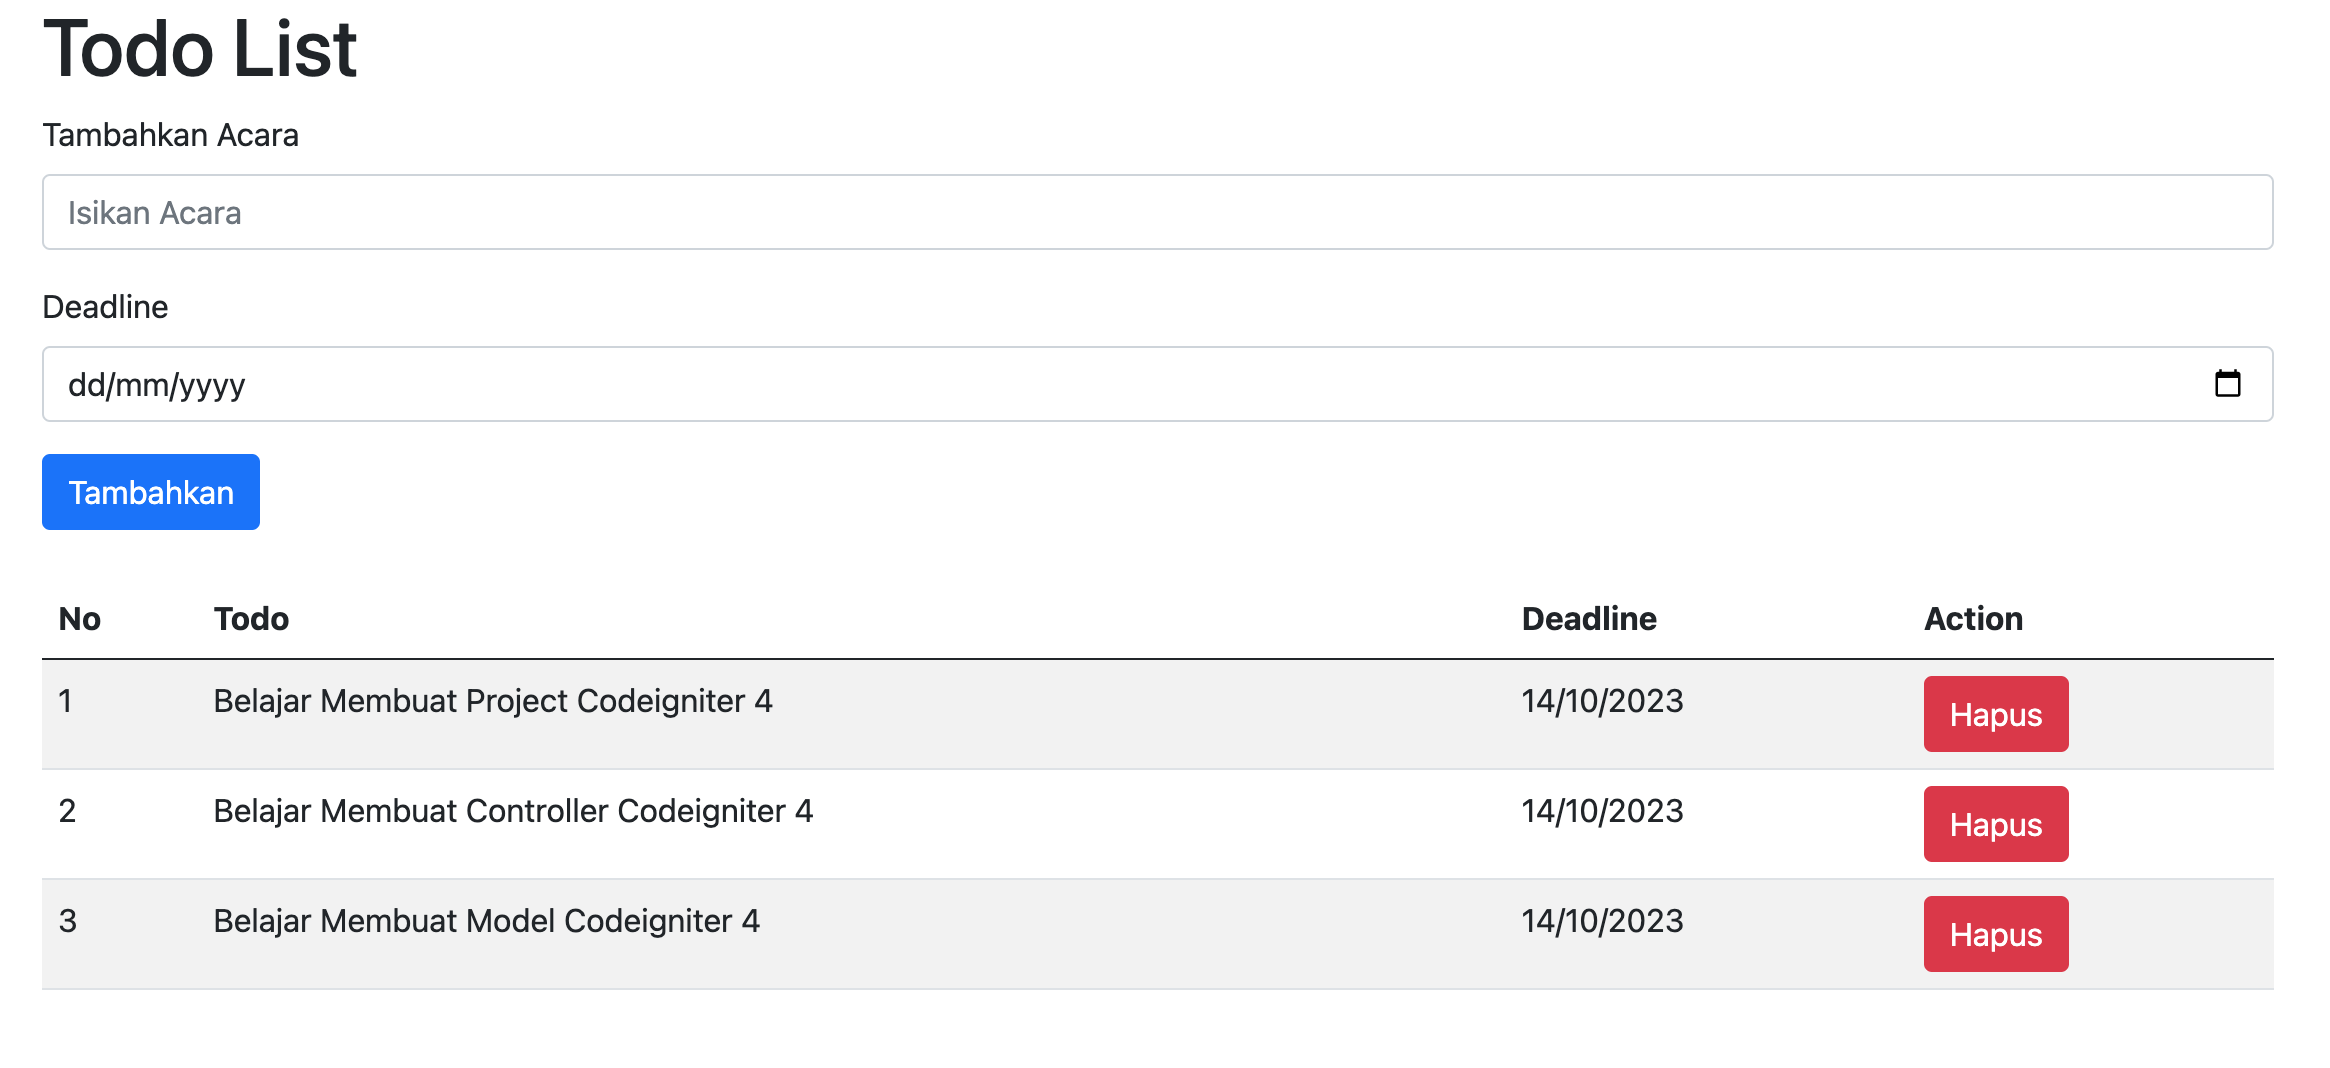 Todo List
Tambahkan Acara
Isikan Acara
Deadline
dd/mm/yyyy
Tambahkan
No Todo Deadline Action
1 Belajar Membuat Project Codeigniter 4 14/10/2023 Hapus
2 Belajar Membuat Controller Codeigniter 4 14/10/2023 Hapus
3 Belajar Membuat Model Codeigniter 4 14/10/2023 Hapus